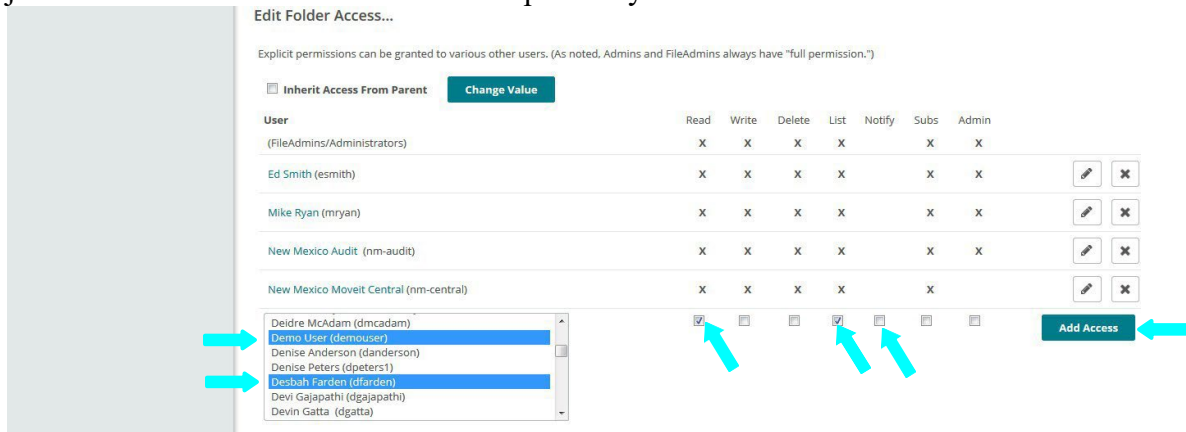 Edit Folder Access...
Explicit permissions can be granted to various other users. (As noted, Admins and FileAdmins always have "full permission.")
Inherit Access From Parent Change Value
User Read Write Delete List Notify Subs Admin
(FileAdmins/Administrators) X X X X X X
Ed Smith (esmith) X X X X X X
Mike Ryan (mryan) X X X X X X
New Mexico Audit (nm-audit) X X X X X X
New Mexico Moveit Central (nm-central) X X X X X
Deidre McAdam (dmcadam)
Demo User (demouser) Add Access
Denise Anderson (danderson)
Denise Peters (dpeters1)
Desbah Farden (dfarden)
Devi Gajapathi (dgajapathi)
Devin Gatta (dgatta)